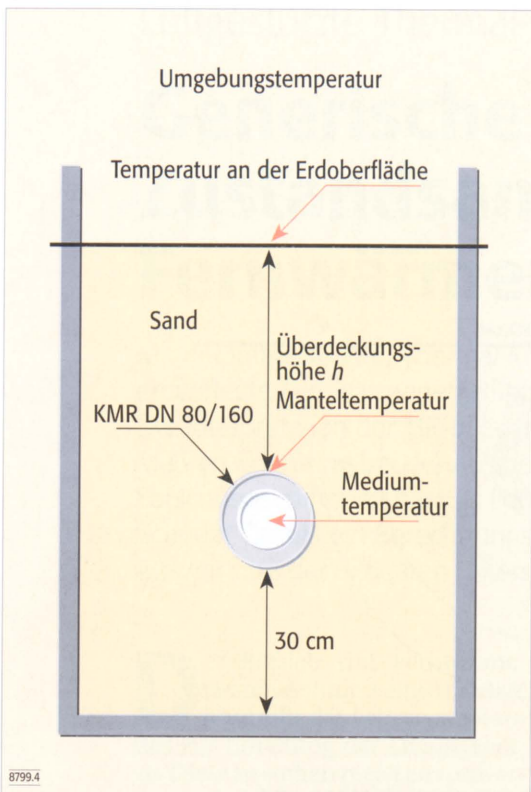 Umgebungstemperatur
Temperatur an der Erdoberfläche
Sand
Überdeckungs-
höhe h
Manteltemperatur
KMR DN 80/160
Medium-
temperatur
30 cm
8799.4